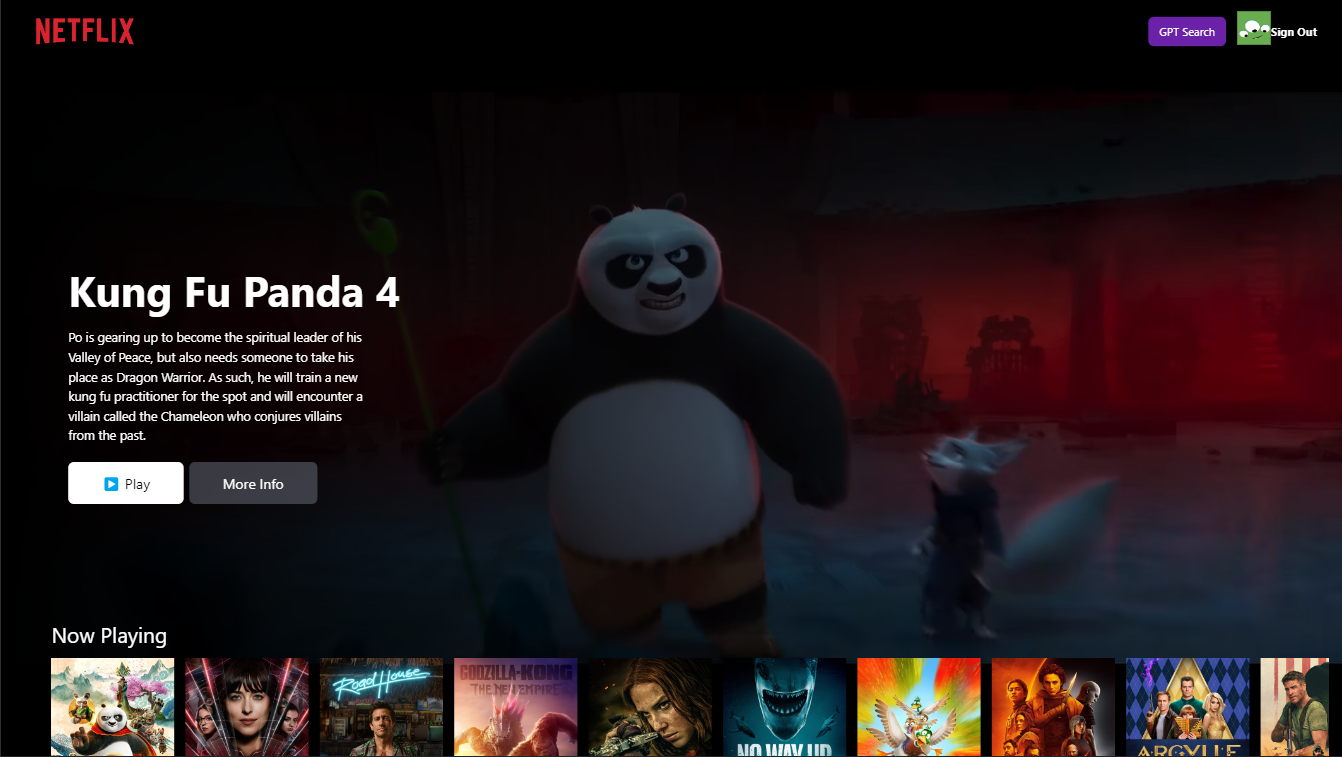 NETFLIX
GPT Search
Sign Out
Kung Fu Panda 4
Po is gearing up to become the spiritual leader of his
Valley of Peace, but also needs someone to take his
place as Dragon Warrior. As such, he will train a new
kung fu practitioner for the spot and will encounter a
villain called the Chameleon who conjures villains
from the past.
Play
More Info
Now Playing
Road House
GODZILLA-KONG
THE NEW EMPIRE
NO WAY UP
ARGYLLE